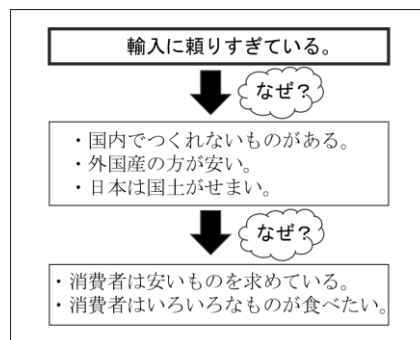 輸入に頼りすぎている。
なぜ？
・国内でつくれないものがある。
・外国産の方が安い。
・日本は国土がせまい。
なぜ？
・消費者は安いものを求めている。
・消費者はいろいろなものが食べたい。